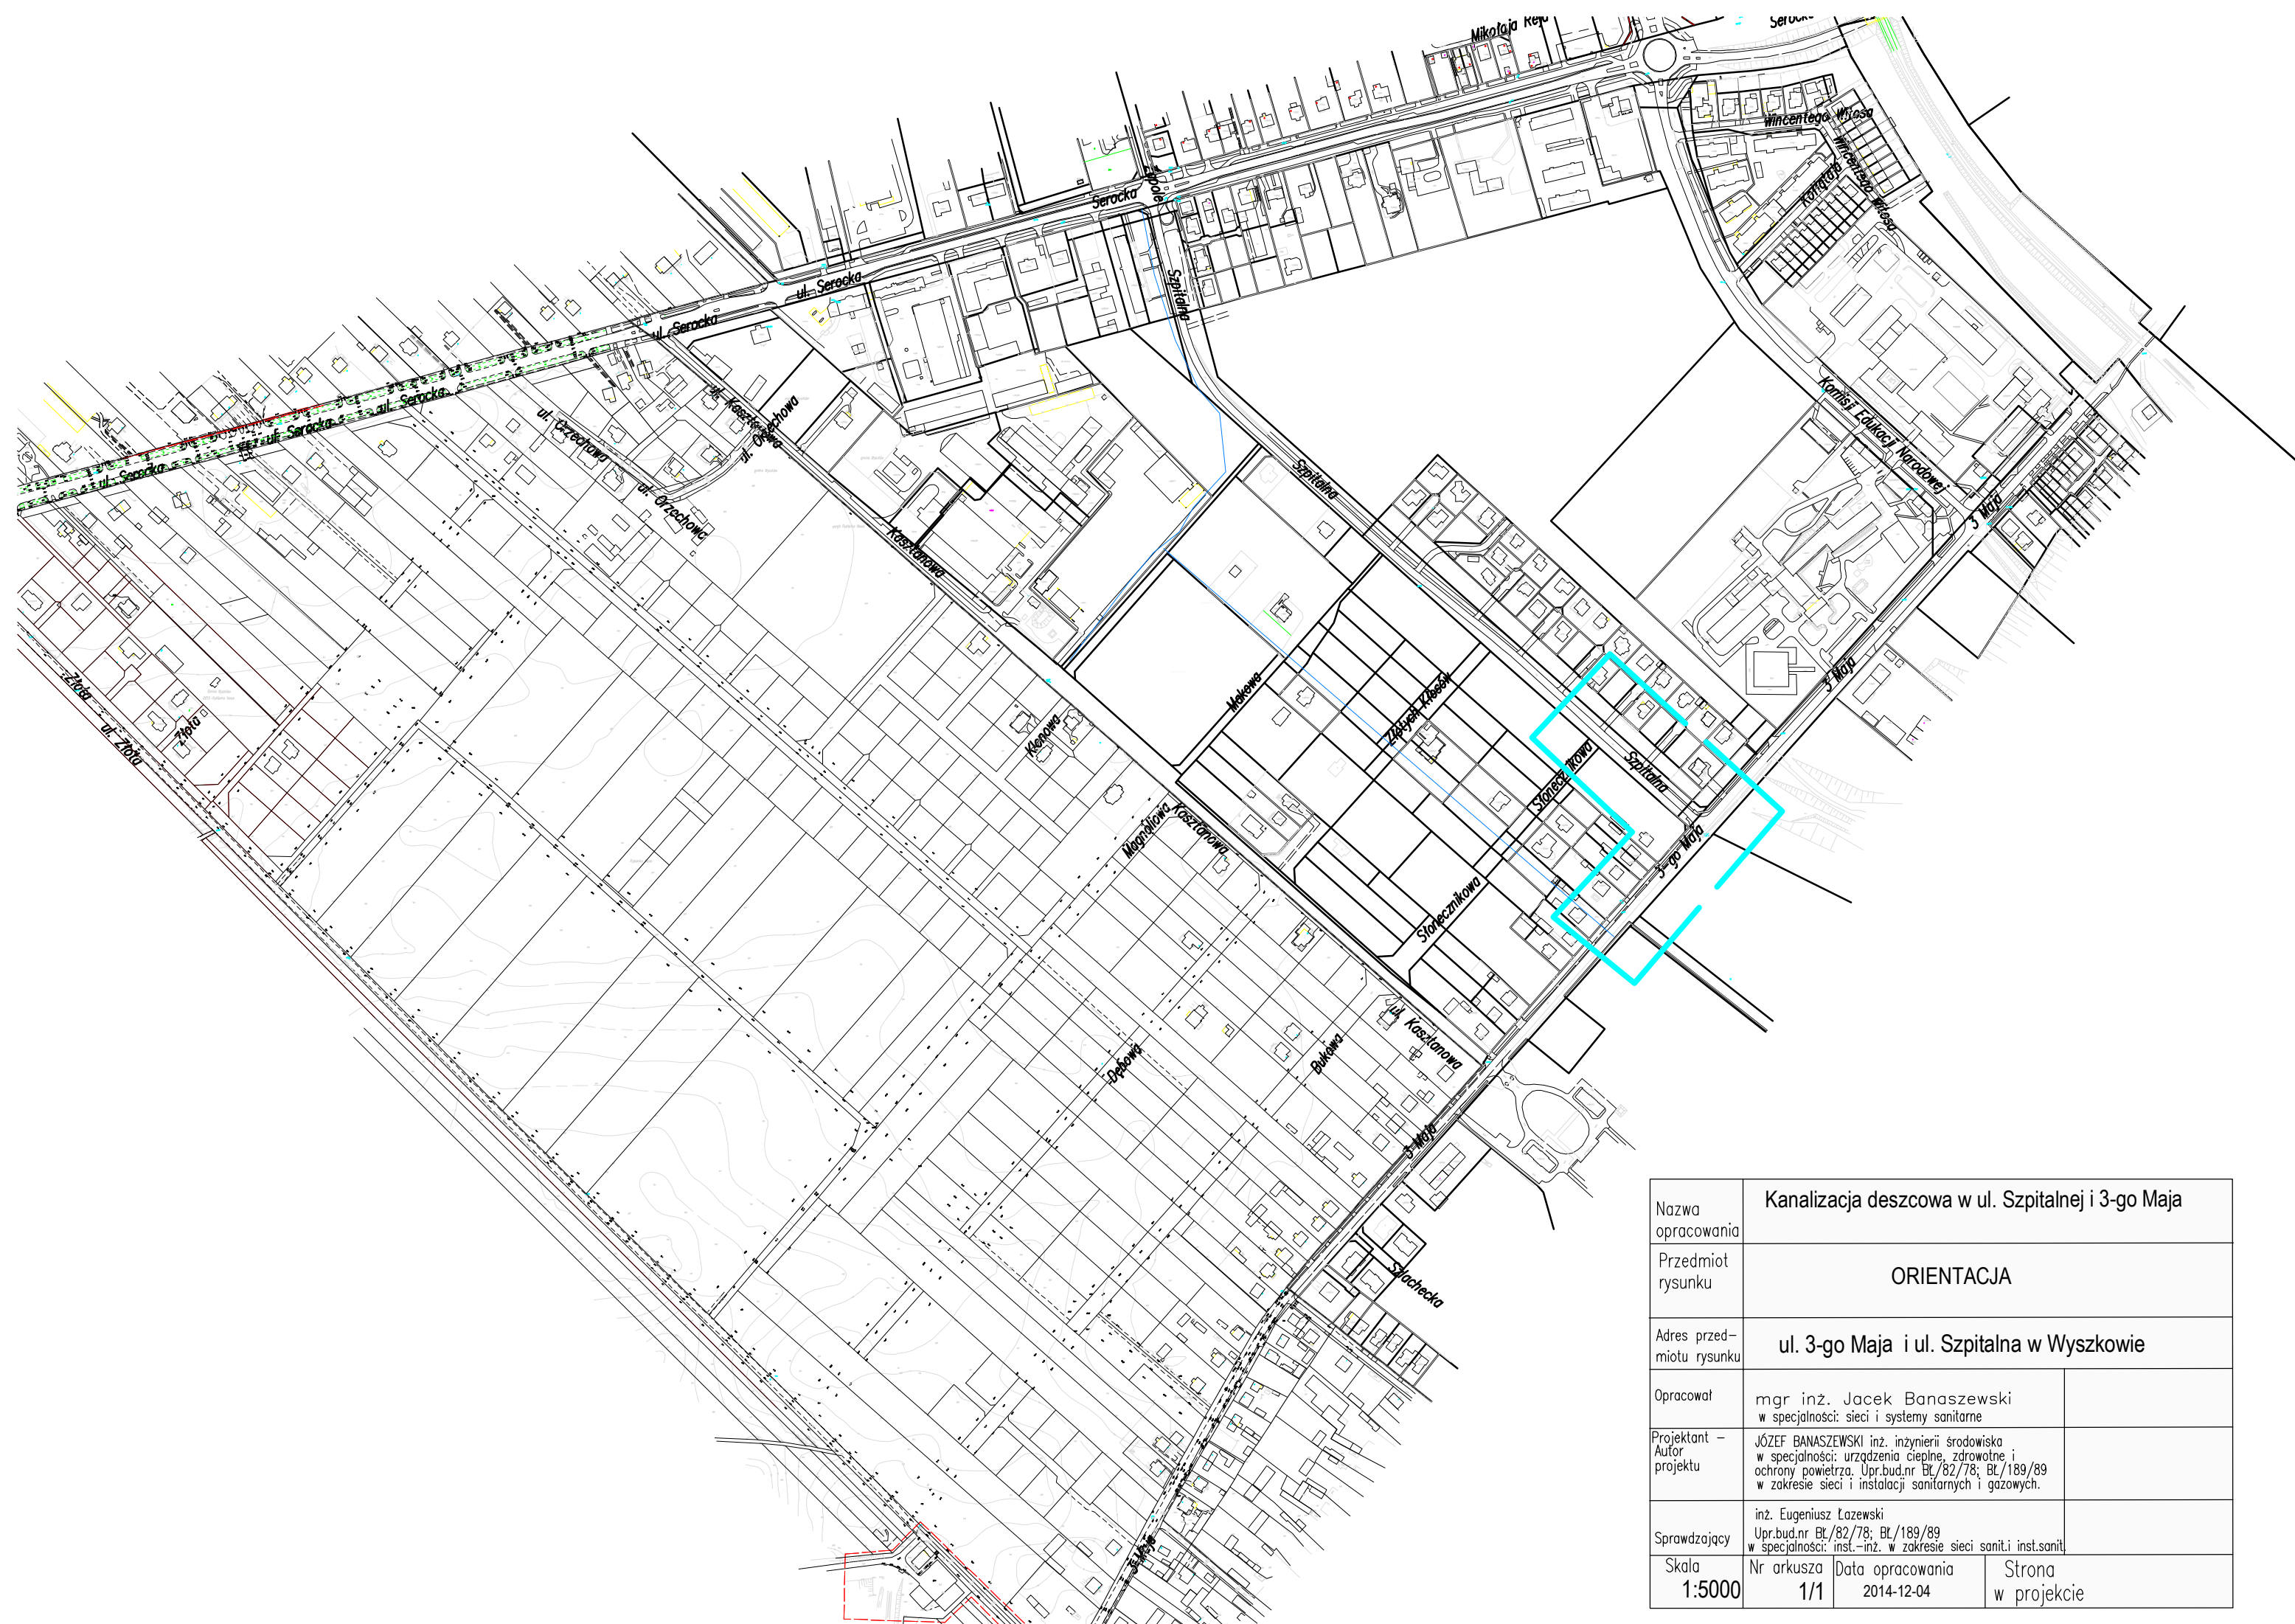 Mikołaja Reja
Serocka
Wincentego Witosa
Wincentego Witosa
Kołłątaja
Serocka
Szpitalna
ul. Serocka
ul. Serocka
ul. Serocka
ul. Serocka
ul. Serocka
ul. Kasztanowa
ul. Orzechowa
ul. Orzechowa
ul. Orzechowa
Komisji Edukacji Narodowej
Szpitalna
3 Maja
Kasztanowa
Złota
ul. Złota
Złota
Makowa
Złotych Kłosów
3 Maja
Klonowa
Słonecznikowa
Szpitalna
Magnoliowa
Kasztanowa
3-go Maja
Słonecznikowa
ul. Kasztanowa
Dębowa
Bukowa
3 Maja
Szlachecka
3 Maja
Nazwa
opracowania
Kanalizacja deszcowa w ul. Szpitalnej i 3-go Maja
Przedmiot
rysunku
ORIENTACJA
Adres przed-
miotu rysunku
ul. 3-go Maja i ul. Szpitalna w Wyszkowie
Opracował
mgr inż. Jacek Banaszewski
w specjalności: sieci i systemy sanitarne
Projektant -
Autor
projektu
JÓZEF BANASZEWSKI inż. inżynierii środowiska
w specjalności: urządzenia cieplne, zdrowotne i
ochrony powietrza. Upr.bud.nr BŁ/82/78; BŁ/189/89
w zakresie sieci i instalacji sanitarnych i gazowych.
Sprawdzający
inż. Eugeniusz Łazewski
Upr.bud.nr BŁ/82/78; BŁ/189/89
w specjalności: inst.-inż. w zakresie sieci sanit.i inst.sanit
Skala
1:5000
Nr arkusza
1/1
Data opracowania
2014-12-04
Strona
w projekcie